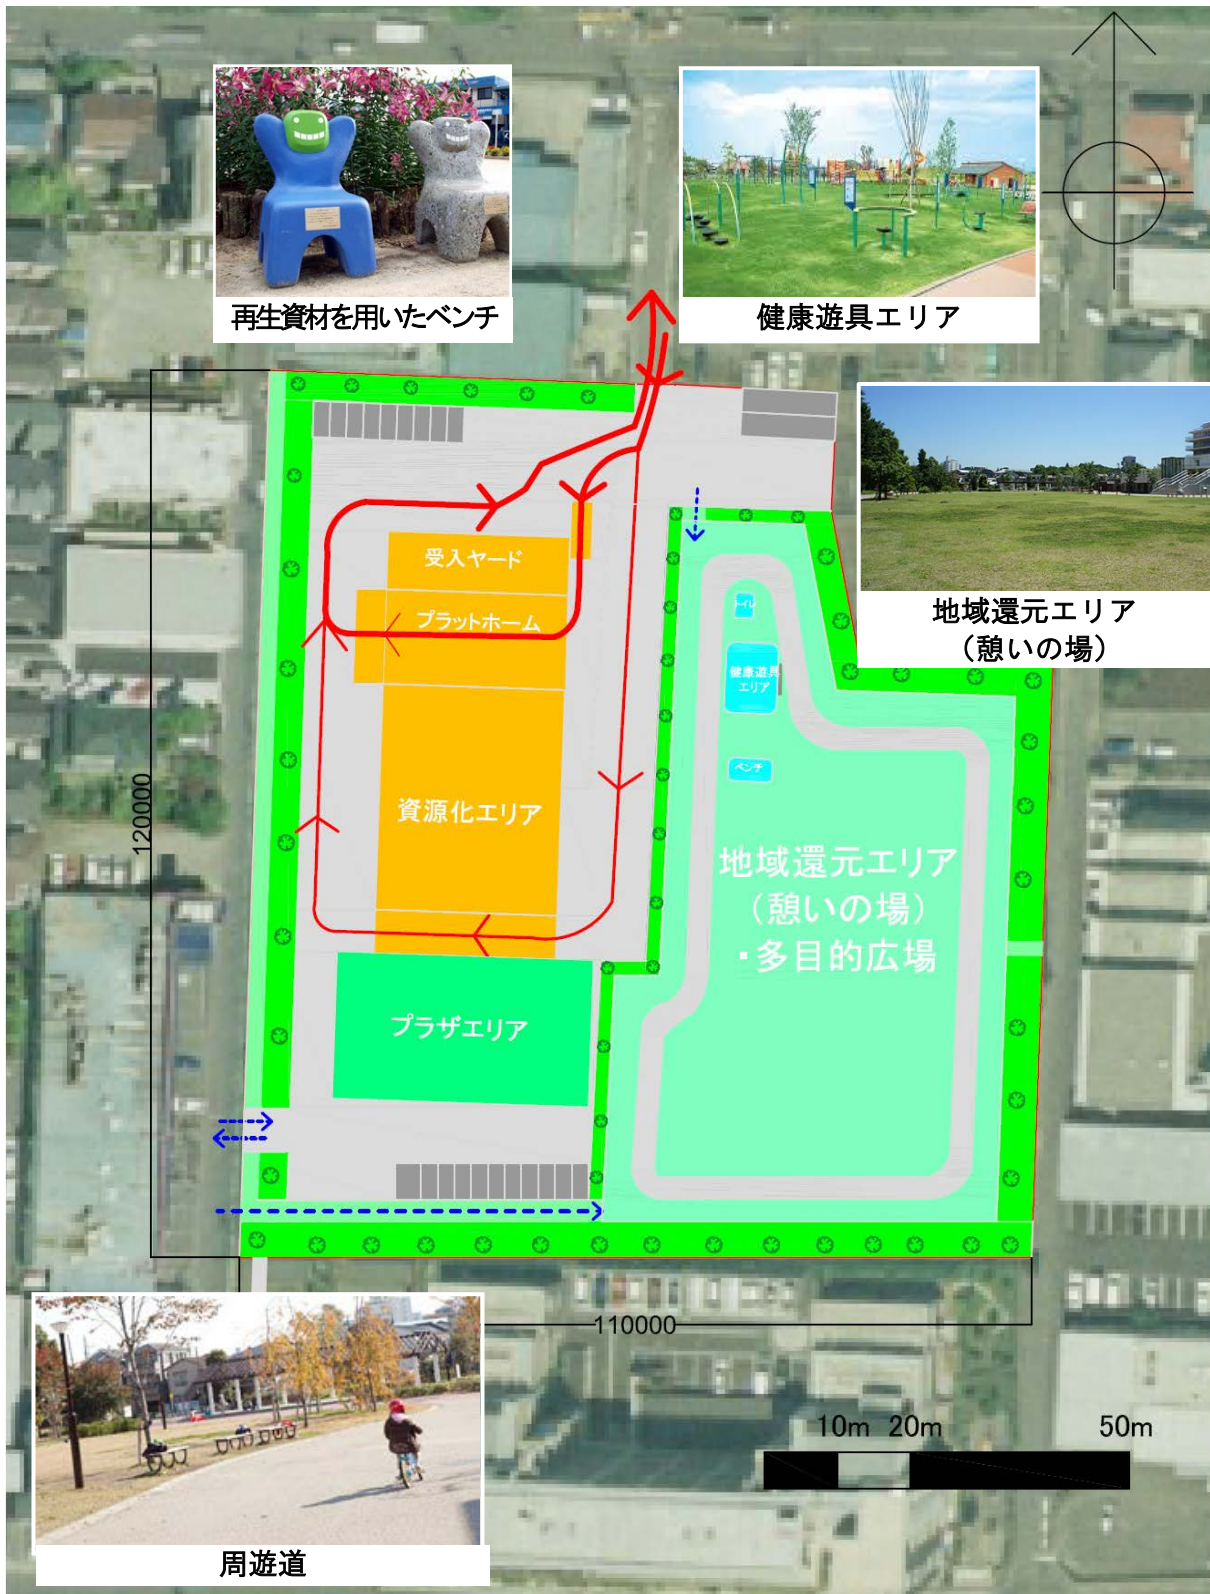 再生資材を用いたベンチ
健康遊具エリア
地域還元エリア
（憩いの場）
受入ヤード
プラットホーム
トイレ
健康遊具
エリア
ベンチ
資源化エリア
地域還元エリア
（憩いの場）
・多目的広場
プラザエリア
120000
110000
10m 20m 50m
周遊道